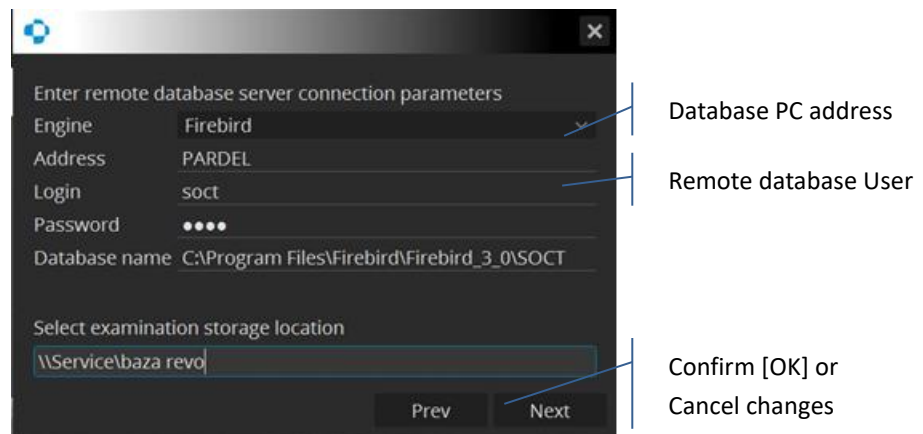 Enter remote database server connection parameters
Engine Firebird
Address PARDEL
Login soct
Password ●●●●
Database name C:\Program Files\Firebird\Firebird_3_0\SOCT
Select examination storage location
\\Service\baza revo
Prev Next
Database PC address
Remote database User
Confirm [OK] or
Cancel changes